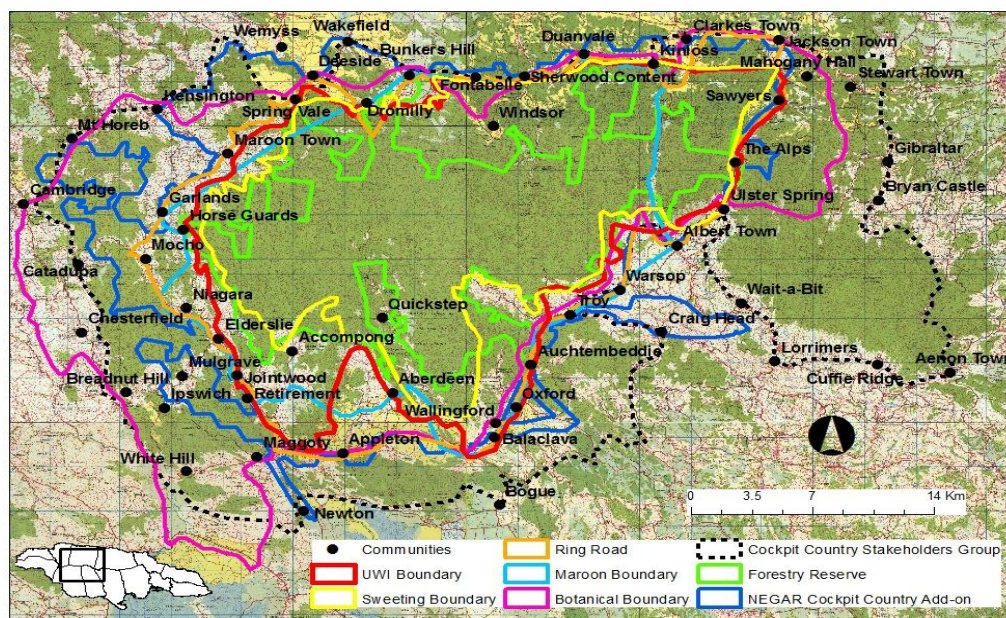 Wemyss
Wakefield
Bunkers Hill
Duanvale
Clarkes Town
Deeside
Kinloss
Jackson Town
Kensington
Fontabelle
Sherwood Content
Mahogany Hall
Stewart Town
Spring Vale
Dromilly
Windsor
Sawyers
Mt Horeb
Maroon Town
The Alps
Gibraltar
Cambridge
Garlands
Bryan Castle
Horse Guards
Ulster Spring
Mocho
Albert Town
Catadupa
Niagara
Quickstep
Warsop
Wait-a-Bit
Chesterfield
Elderslie
Accompong
Troy
Craig Head
Mulgrave
Auchtembeddie
Lorrimers
Aenon Town
Breadnut Hill
Jointwood
Aberdeen
Cuffie Ridge
Ipswich
Retirement
Wallingford
Oxford
Maggoty
Appleton
Balaclava
White Hill
Bogue
Newton
0 3.5 7 14 Km
Communities
Ring Road
Cockpit Country Stakeholders Group
UWI Boundary
Maroon Boundary
Forestry Reserve
Sweeting Boundary
Botanical Boundary
NEGAR Cockpit Country Add-on